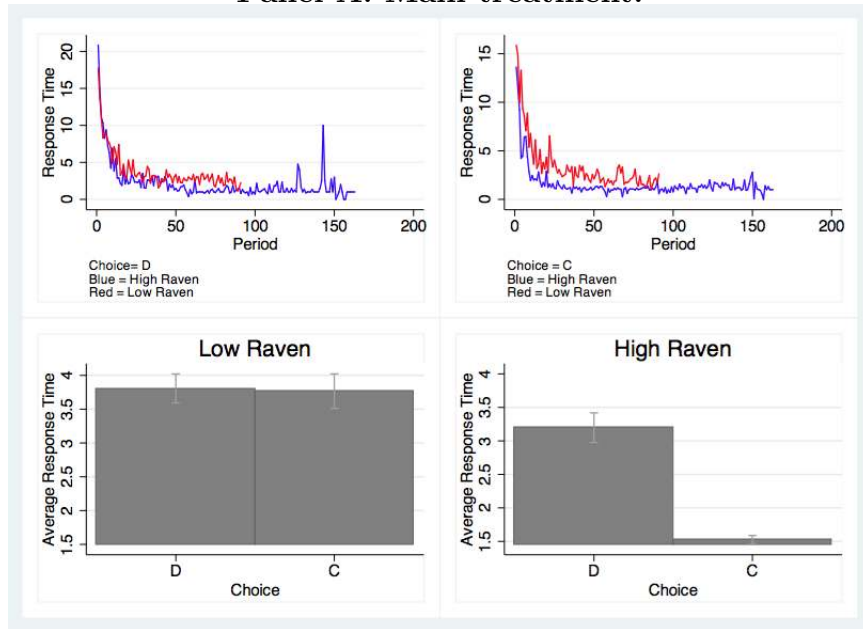 Panel A: Main treatment.
Response Time
20
15
10
5
0
0 50 100 150 200
Period
Choice= D
Blue = High Raven
Red = Low Raven
Response Time
15
10
5
0
0 50 100 150 200
Period
Choice = C
Blue = High Raven
Red = Low Raven
Low Raven
Average Response Time
4
3.5
3
2.5
2
1.5
D C
Choice
High Raven
Average Response Time
4
3.5
3
2.5
2
1.5
D C
Choice